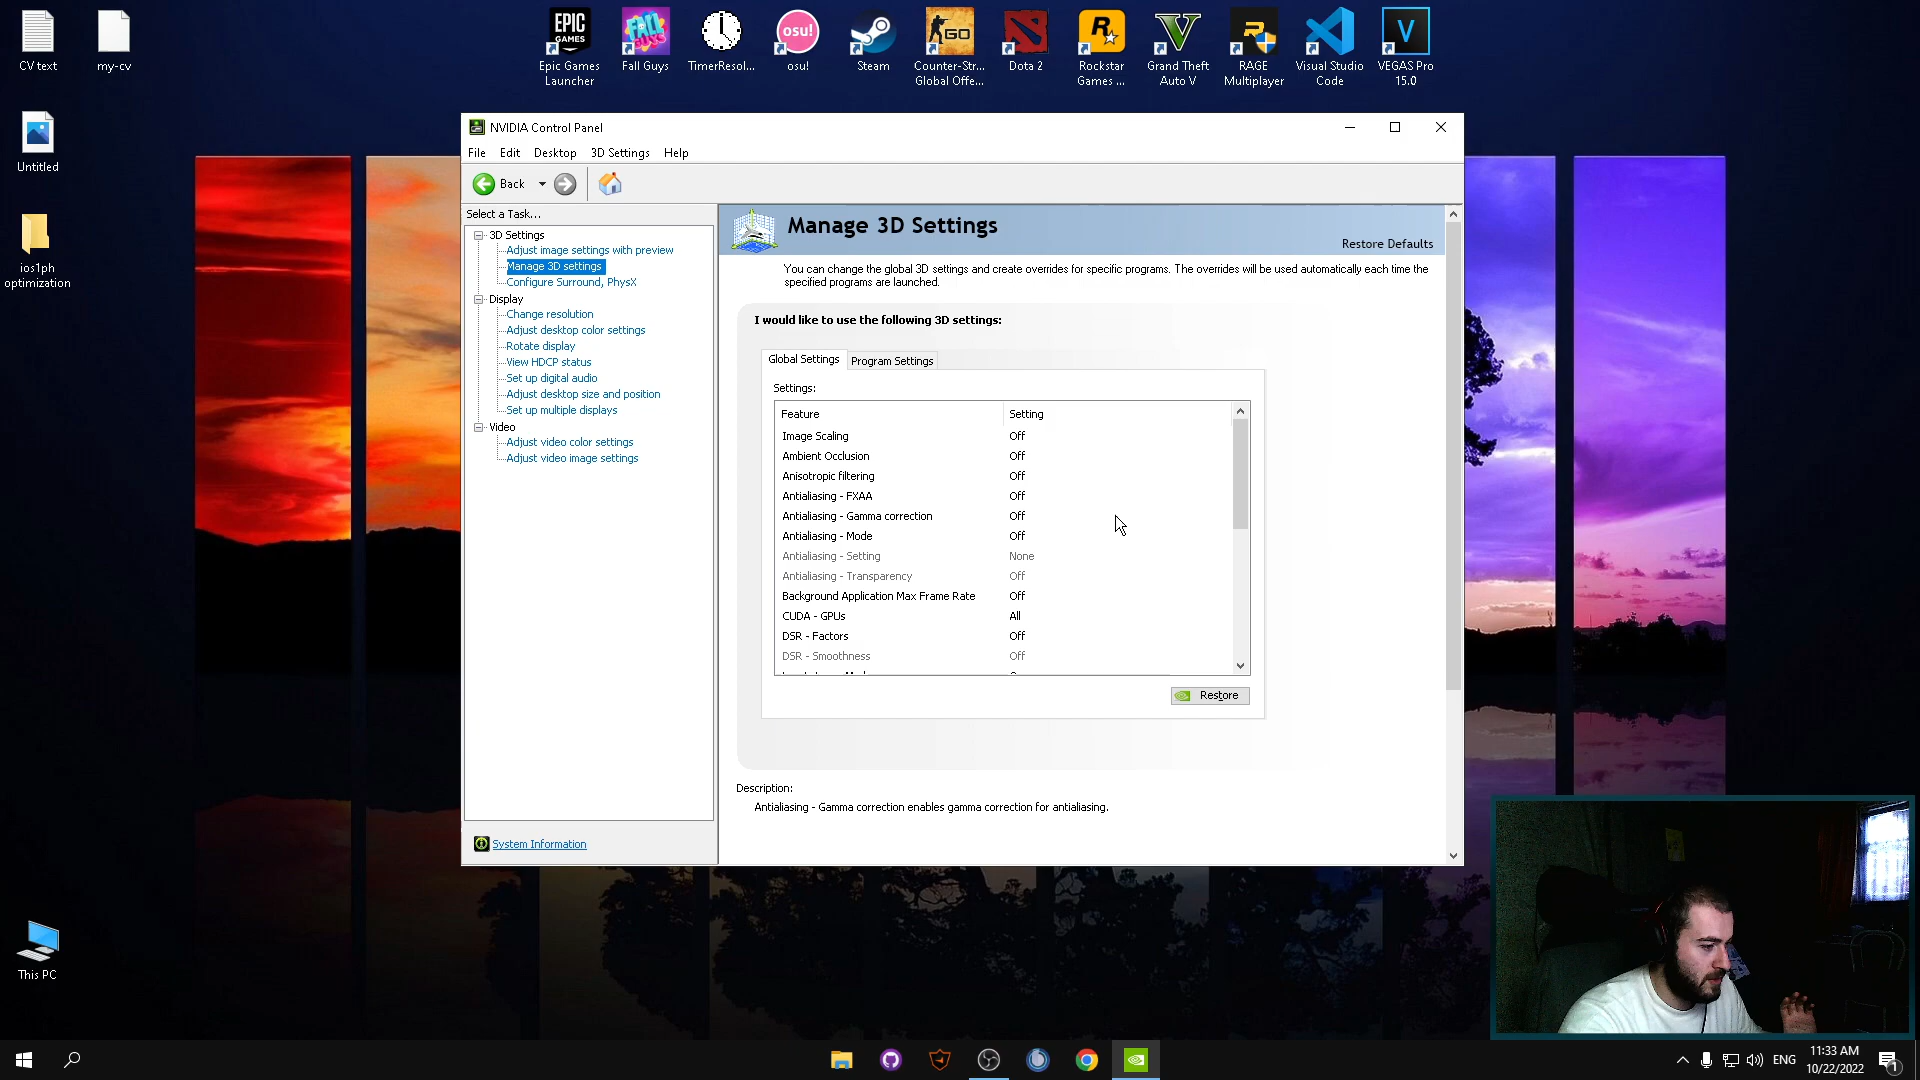 CV text
my-cv
Untitled
ios1ph
optimization
This PC
EPIC
GAMES
Epic Games
Launcher
FALL
GUYS
Fall Guys
TimerResol...
osu!
osu!
Steam
GO
Counter-Str...
Global Offe...
Dota 2
Rockstar
Games ...
Grand Theft
Auto V
RAGE
Multiplayer
Visual Studio
Code
VEGAS Pro
15.0
NVIDIA Control Panel
File Edit Desktop 3D Settings Help
Back
Select a Task...
3D Settings
Adjust image settings with preview
Manage 3D settings
Configure Surround, PhysX
Display
Change resolution
Adjust desktop color settings
Rotate display
View HDCP status
Set up digital audio
Adjust desktop size and position
Set up multiple displays
Video
Adjust video color settings
Adjust video image settings
System Information
Manage 3D Settings
Restore Defaults
You can change the global 3D settings and create overrides for specific programs. The overrides will be used automatically each time the
specified programs are launched.
I would like to use the following 3D settings:
Global Settings Program Settings
Settings:
Feature Setting
Image Scaling Off
Ambient Occlusion Off
Anisotropic filtering Off
Antialiasing - FXAA Off
Antialiasing - Gamma correction Off
Antialiasing - Mode Off
Antialiasing - Setting None
Antialiasing - Transparency Off
Background Application Max Frame Rate Off
CUDA - GPUs All
DSR - Factors Off
DSR - Smoothness Off
Restore
Description:
Antialiasing - Gamma correction enables gamma correction for antialiasing.
ENG
11:33 AM
10/22/2022
1